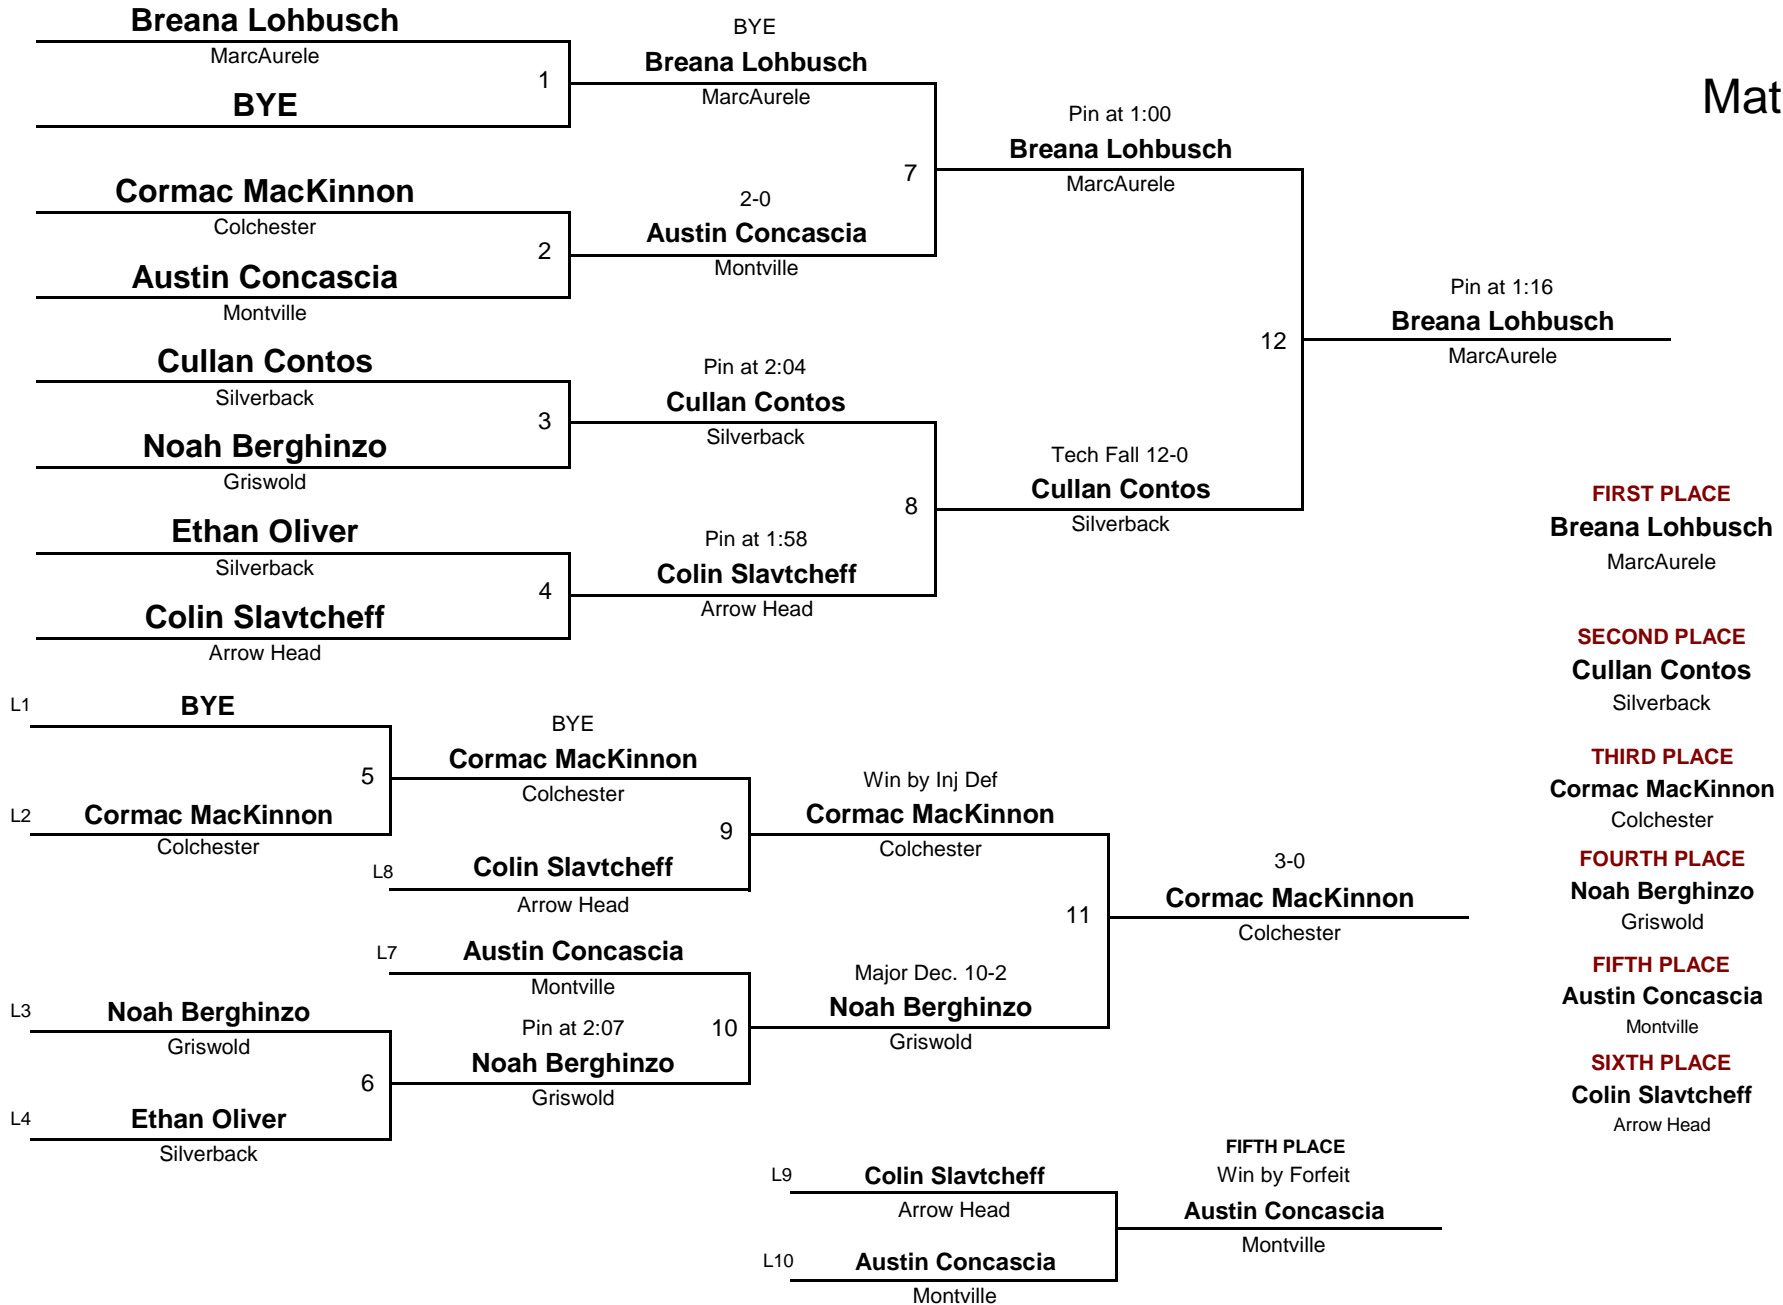 Breana Lohbusch
MarcAurele
1
BYE
BYE
Breana Lohbusch
MarcAurele
Mat
Cormac MacKinnon
Colchester
2
Austin Concascia
Montville
2-0
Austin Concascia
Montville
7
Pin at 1:00
Breana Lohbusch
MarcAurele
Cullan Contos
Silverback
3
Noah Berghinzo
Griswold
Pin at 2:04
Cullan Contos
Silverback
Ethan Oliver
Silverback
4
Colin Slavtcheff
Arrow Head
Pin at 1:58
Colin Slavtcheff
Arrow Head
8
Tech Fall 12-0
Cullan Contos
Silverback
12
Pin at 1:16
Breana Lohbusch
MarcAurele
FIRST PLACE
Breana Lohbusch
MarcAurele
SECOND PLACE
Cullan Contos
Silverback
THIRD PLACE
Cormac MacKinnon
Colchester
FOURTH PLACE
Noah Berghinzo
Griswold
FIFTH PLACE
Austin Concascia
Montville
SIXTH PLACE
Colin Slavtcheff
Arrow Head
L1 BYE
5
L2 Cormac MacKinnon
Colchester
BYE
Cormac MacKinnon
Colchester
9
L8 Colin Slavtcheff
Arrow Head
Win by Inj Def
Cormac MacKinnon
Colchester
L7 Austin Concascia
Montville
L3 Noah Berghinzo
Griswold
6
L4 Ethan Oliver
Silverback
Pin at 2:07
Noah Berghinzo
Griswold
10
Major Dec. 10-2
Noah Berghinzo
Griswold
11
3-0
Cormac MacKinnon
Colchester
L9 Colin Slavtcheff
Arrow Head
L10 Austin Concascia
Montville
FIFTH PLACE
Win by Forfeit
Austin Concascia
Montville